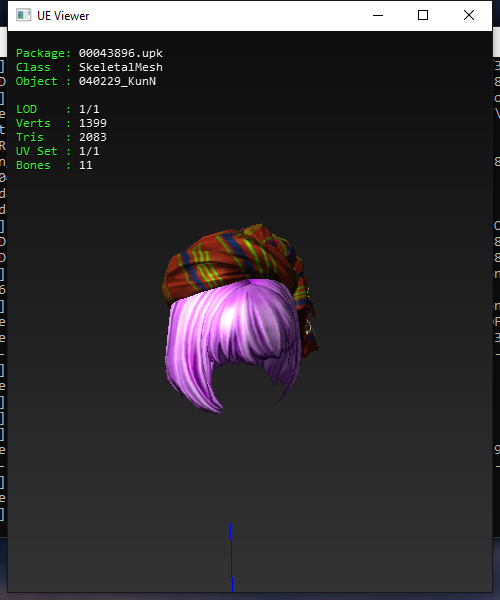 UE Viewer
Package: 00043896.upk
Class : SkeletalMesh
Object : 040229_KunN
LOD : 1/1
Verts : 1399
Tris : 2083
UV Set : 1/1
Bones : 11